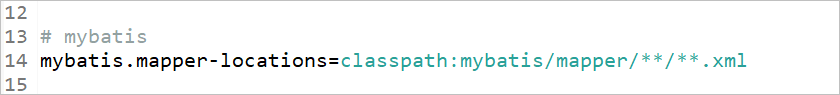 12
13 # mybatis
14 mybatis.mapper-locations=classpath:mybatis/mapper/**/**.xml
15